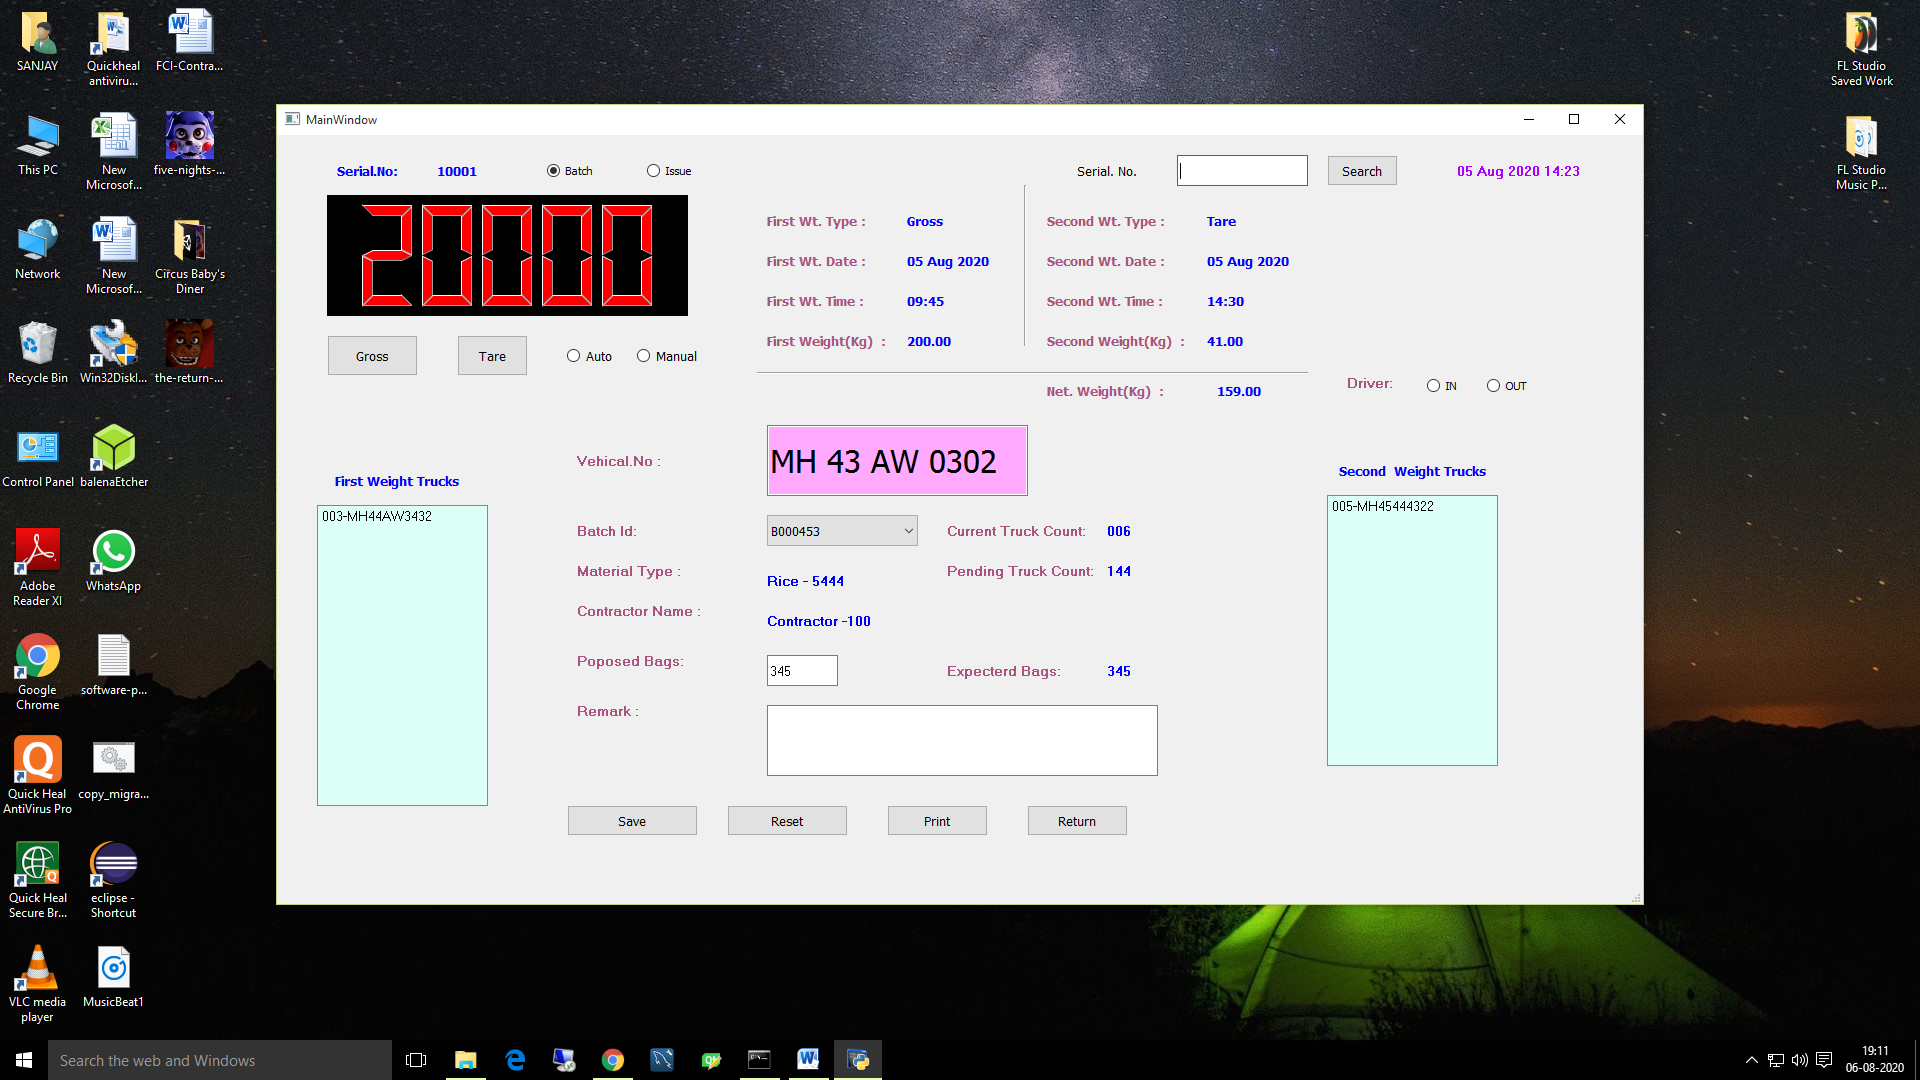 SANJAY
Quickheal antiviru...
FCI-Contra...
This PC
New Microsof...
five-nights-...
Network
New Microsof...
Circus Baby's Diner
Recycle Bin
Win32DiskI...
the-return-...
Control Panel
balenaEtcher
Adobe Reader XI
WhatsApp
Google Chrome
software-p...
Quick Heal AntiVirus Pro
copy_migra...
Quick Heal Secure Br...
eclipse - Shortcut
VLC media player
MusicBeat1
FL Studio Saved Work
FL Studio Music P...
MainWindow
Serial.No: 10001 Batch Issue
Serial. No. Search 05 Aug 2020 14:23
20000
First Wt. Type : Gross
Second Wt. Type : Tare
First Wt. Date : 05 Aug 2020
Second Wt. Date : 05 Aug 2020
First Wt. Time : 09:45
Second Wt. Time : 14:30
First Weight(Kg) : 200.00
Second Weight(Kg) : 41.00
Gross Tare Auto Manual
Net. Weight(Kg) : 159.00
Driver: IN OUT
Vehical.No : MH 43 AW 0302
First Weight Trucks
003-MH44AW3432
Second Weight Trucks
005-MH45444322
Batch Id: B000453 Current Truck Count: 006
Material Type : Rice - 5444 Pending Truck Count: 144
Contractor Name : Contractor -100
Poposed Bags: 345 Expecterd Bags: 345
Remark :
Save Reset Print Return
Search the web and Windows
19:11
06-08-2020